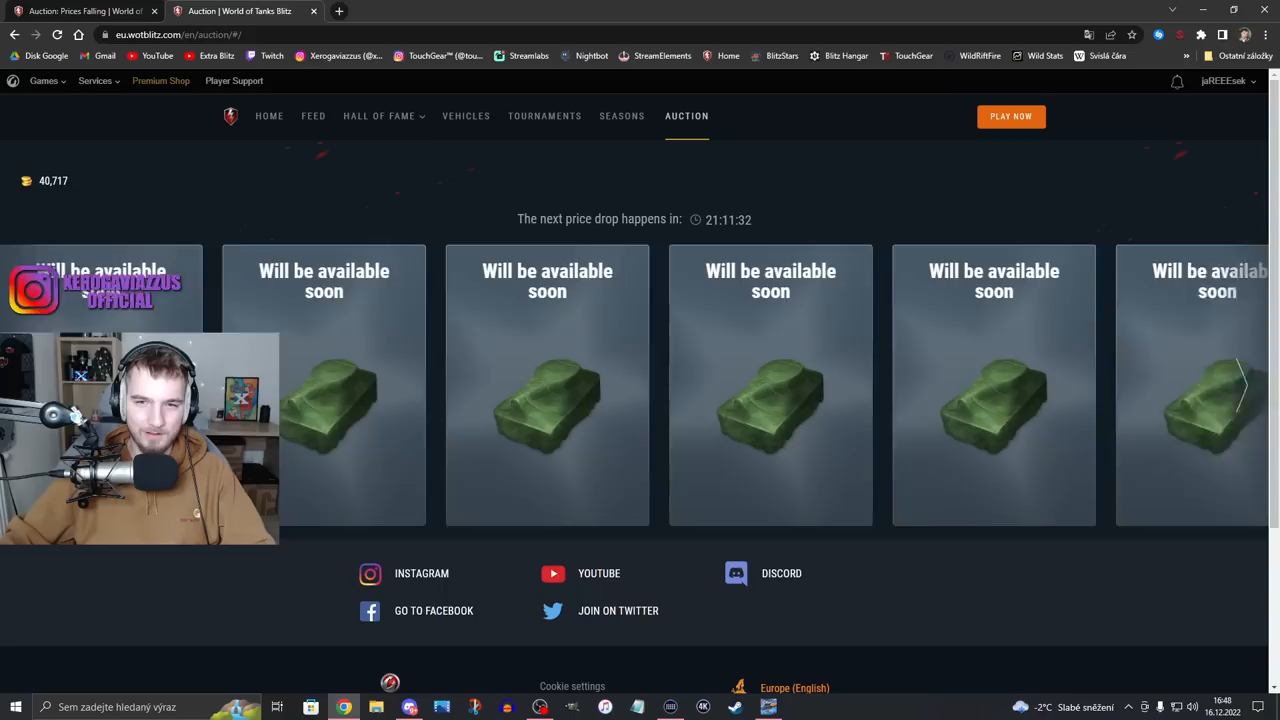 Auction: Prices Falling | World of
Auction | World of Tanks Blitz
eu.wotblitz.com/en/auction/#/
Disk Google
Gmail
YouTube
Extra Blitz
Twitch
Xerogaviazzus (@x...
TouchGear (@tou...
Streamlabs
Nightbot
StreamElements
Home
BlitzStars
Blitz Hangar
TouchGear
WildRiftFire
Wild Stats
Svislá čára
»
Ostatní záložky
Games
Services
Premium Shop
Player Support
jaREEEsek
HOME
FEED
HALL OF FAME
VEHICLES
TOURNAMENTS
SEASONS
AUCTION
PLAY NOW
40,717
The next price drop happens in: 21:11:32
Will be available
Will be available
soon
Will be available
soon
Will be available
soon
Will be available
soon
Will be availab
soon
XEROGAVIAZZUS
OFFICIAL
INSTAGRAM
YOUTUBE
DISCORD
GO TO FACEBOOK
JOIN ON TWITTER
Cookie settings
Europe (English)
Sem zadejte hledaný výraz
-2°C Slabé sněžení
16:48
16.12.2022